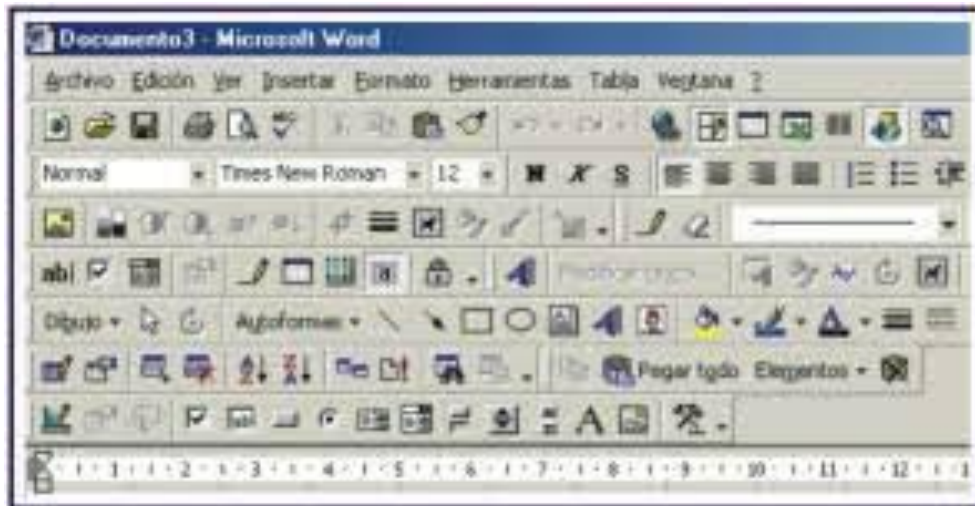 Documento3 - Microsoft Word
Archivo Edición Ver Insertar Formato Herramientas Tabla Ventana ?
Normal Times New Roman 12 N K S
abl
Dibujo Autoformas
Pegar todo Elementos
A
1 2 3 4 5 6 7 8 9 10 11 12